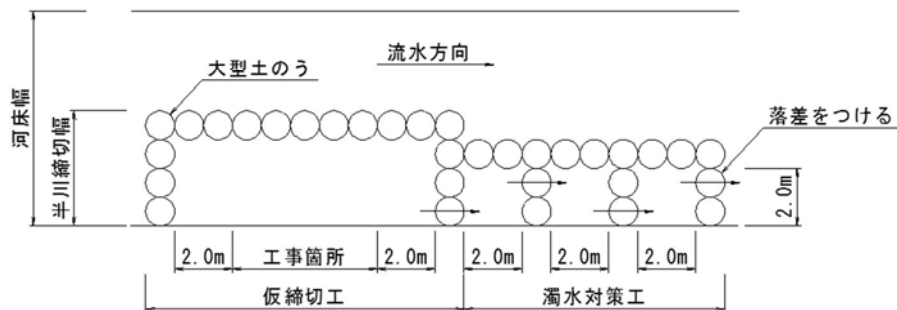 流水方向
大型土のう
河床幅
半川締切幅
落差をつける
2.0m
2.0m
工事箇所
2.0m
2.0m
2.0m
2.0m
仮締切工
濁水対策工